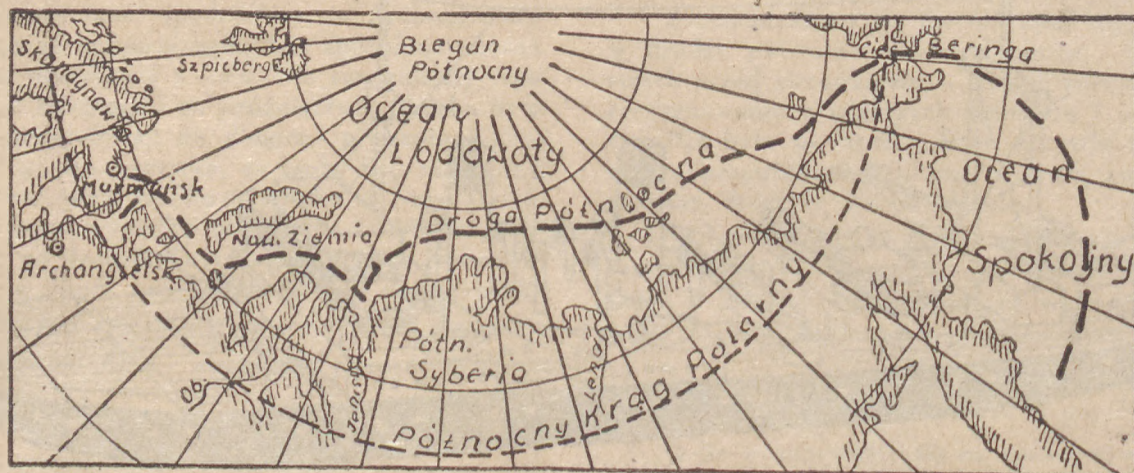 Skandynaw
Szpicberg
Biegun
Północny
Cieś. Beringa
Ocean
Lodowaty
Murmańsk
Now. Ziemia
Droga Północna
Ocean
Spokojny
Archangielsk
Półn.
Syberia
Ob
Jenisej
Lena
Północny Krąg Polarny